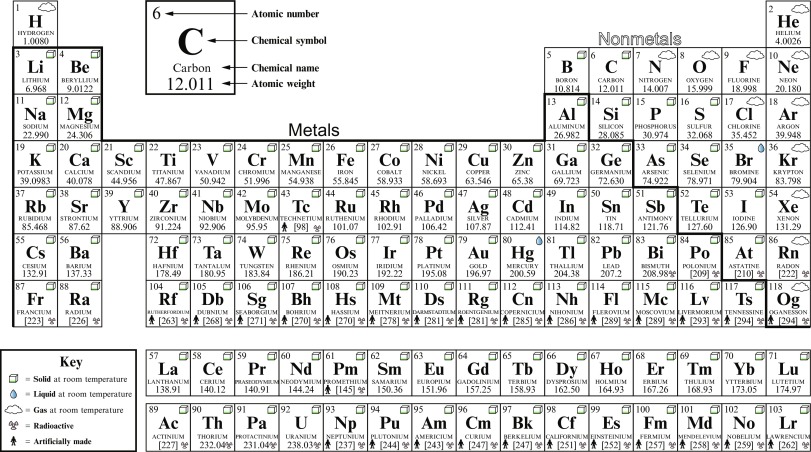 1 2
6 Atomic number
H He
C Chemical symbol
HYDROGEN HELIUM
1.0080 4.0026
Carbon Chemical name
12.011 Atomic weight
Nonmetals
3 4 5 6 7 8 9 10
Li Be B C N O F Ne
LITHIUM BERYLLIUM BORON CARBON NITROGEN OXYGEN FLUORINE NEON
6.968 9.0122 10.814 12.011 14.007 15.999 18.998 20.180
11 12 13 14 15 16 17 18
Na Mg Al Si P S Cl Ar
SODIUM MAGNESIUM ALUMINUM SILICON PHOSPHORUS SULFUR CHLORINE ARGON
22.990 24.306 26.982 28.085 30.974 32.068 35.452 39.948
Metals
19 20 21 22 23 24 25 26 27 28 29 30 31 32 33 34 35 36
K Ca Sc Ti V Cr Mn Fe Co Ni Cu Zn Ga Ge As Se Br Kr
POTASSIUM CALCIUM SCANDIUM TITANIUM VANADIUM CHROMIUM MANGANESE IRON COBALT NICKEL COPPER ZINC GALLIUM GERMANIUM ARSENIC SELENIUM BROMINE KRYPTON
39.0983 40.078 44.956 47.867 50.942 51.996 54.938 55.845 58.933 58.693 63.546 65.38 69.723 72.630 74.922 78.971 79.904 83.798
37 38 39 40 41 42 43 44 45 46 47 48 49 50 51 52 53 54
Rb Sr Y Zr Nb Mo Tc Ru Rh Pd Ag Cd In Sn Sb Te I Xe
RUBIDIUM STRONTIUM YTTRIUM ZIRCONIUM NIOBIUM MOLYBDENUM TECHNETIUM RUTHENIUM RHODIUM PALLADIUM SILVER CADMIUM INDIUM TIN ANTIMONY TELLURIUM IODINE XENON
85.468 87.62 88.906 91.224 92.906 95.95 [98] 101.07 102.91 106.42 107.87 112.41 114.82 118.71 121.76 127.60 126.90 131.29
55 56 72 73 74 75 76 77 78 79 80 81 82 83 84 85 86
Cs Ba Hf Ta W Re Os Ir Pt Au Hg Tl Pb Bi Po At Rn
CESIUM BARIUM HAFNIUM TANTALUM TUNGSTEN RHENIUM OSMIUM IRIDIUM PLATINUM GOLD MERCURY THALLIUM LEAD BISMUTH POLONIUM ASTATINE RADON
132.91 137.33 178.49 180.95 183.84 186.21 190.23 192.22 195.08 196.97 200.59 204.38 207.2 208.98 [209] [210] [222]
87 88 104 105 106 107 108 109 110 111 112 113 114 115 116 117 118
Fr Ra Rf Db Sg Bh Hs Mt Ds Rg Cn Nh Fl Mc Lv Ts Og
FRANCIUM RADIUM RUTHERFORDIUM DUBNIUM SEABORGIUM BOHRIUM HASSIUM MEITNERIUM DARMSTADTIUM ROENTGENIUM COPERNICIUM NIHONIUM FLEROVIUM MOSCOVIUM LIVERMORIUM TENNESSINE OGANESSON
[223] [226] [263] [268] [271] [270] [270] [278] [281] [281] [285] [286] [289] [289] [293] [294] [294]
Key
= Solid at room temperature
= Liquid at room temperature
= Gas at room temperature
= Radioactive
= Artificially made
57 58 59 60 61 62 63 64 65 66 67 68 69 70 71
La Ce Pr Nd Pm Sm Eu Gd Tb Dy Ho Er Tm Yb Lu
LANTHANUM CERIUM PRASEODYMIUM NEODYMIUM PROMETHIUM SAMARIUM EUROPIUM GADOLINIUM TERBIUM DYSPROSIUM HOLMIUM ERBIUM THULIUM YTTERBIUM LUTETIUM
138.91 140.12 140.91 144.24 [145] 150.36 151.96 157.25 158.93 162.50 164.93 167.26 168.93 173.05 174.97
89 90 91 92 93 94 95 96 97 98 99 100 101 102 103
Ac Th Pa U Np Pu Am Cm Bk Cf Es Fm Md No Lr
ACTINIUM THORIUM PROTACTINIUM URANIUM NEPTUNIUM PLUTONIUM AMERICIUM CURIUM BERKELIUM CALIFORNIUM EINSTEINIUM FERMIUM MENDELEVIUM NOBELIUM LAWRENCIUM
[227] 232.04 231.04 238.03 [237] [244] [243] [247] [247] [251] [252] [257] [258] [259] [262]